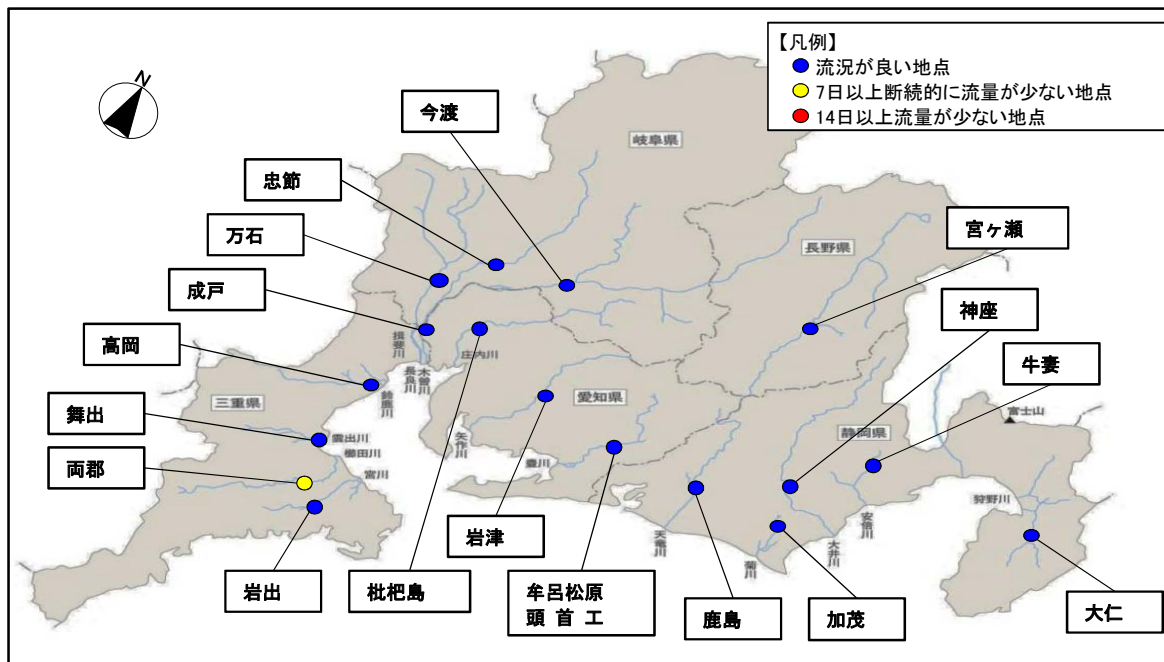 【凡例】
流況が良い地点
7日以上断続的に流量が少ない地点
14日以上流量が少ない地点
N
今渡
岐阜県
忠節
万石
宮ヶ瀬
長野県
成戸
神座
高岡
揖斐川
長良川
木曽川
庄内川
牛妻
三重県
鈴鹿川
愛知県
静岡県
富士山
舞出
雲出川
櫛田川
宮川
矢作川
豊川
両郡
狩野川
岩津
天竜川
菊川
大井川
安倍川
岩出
枇杷島
牟呂松原
頭首工
鹿島
加茂
大仁